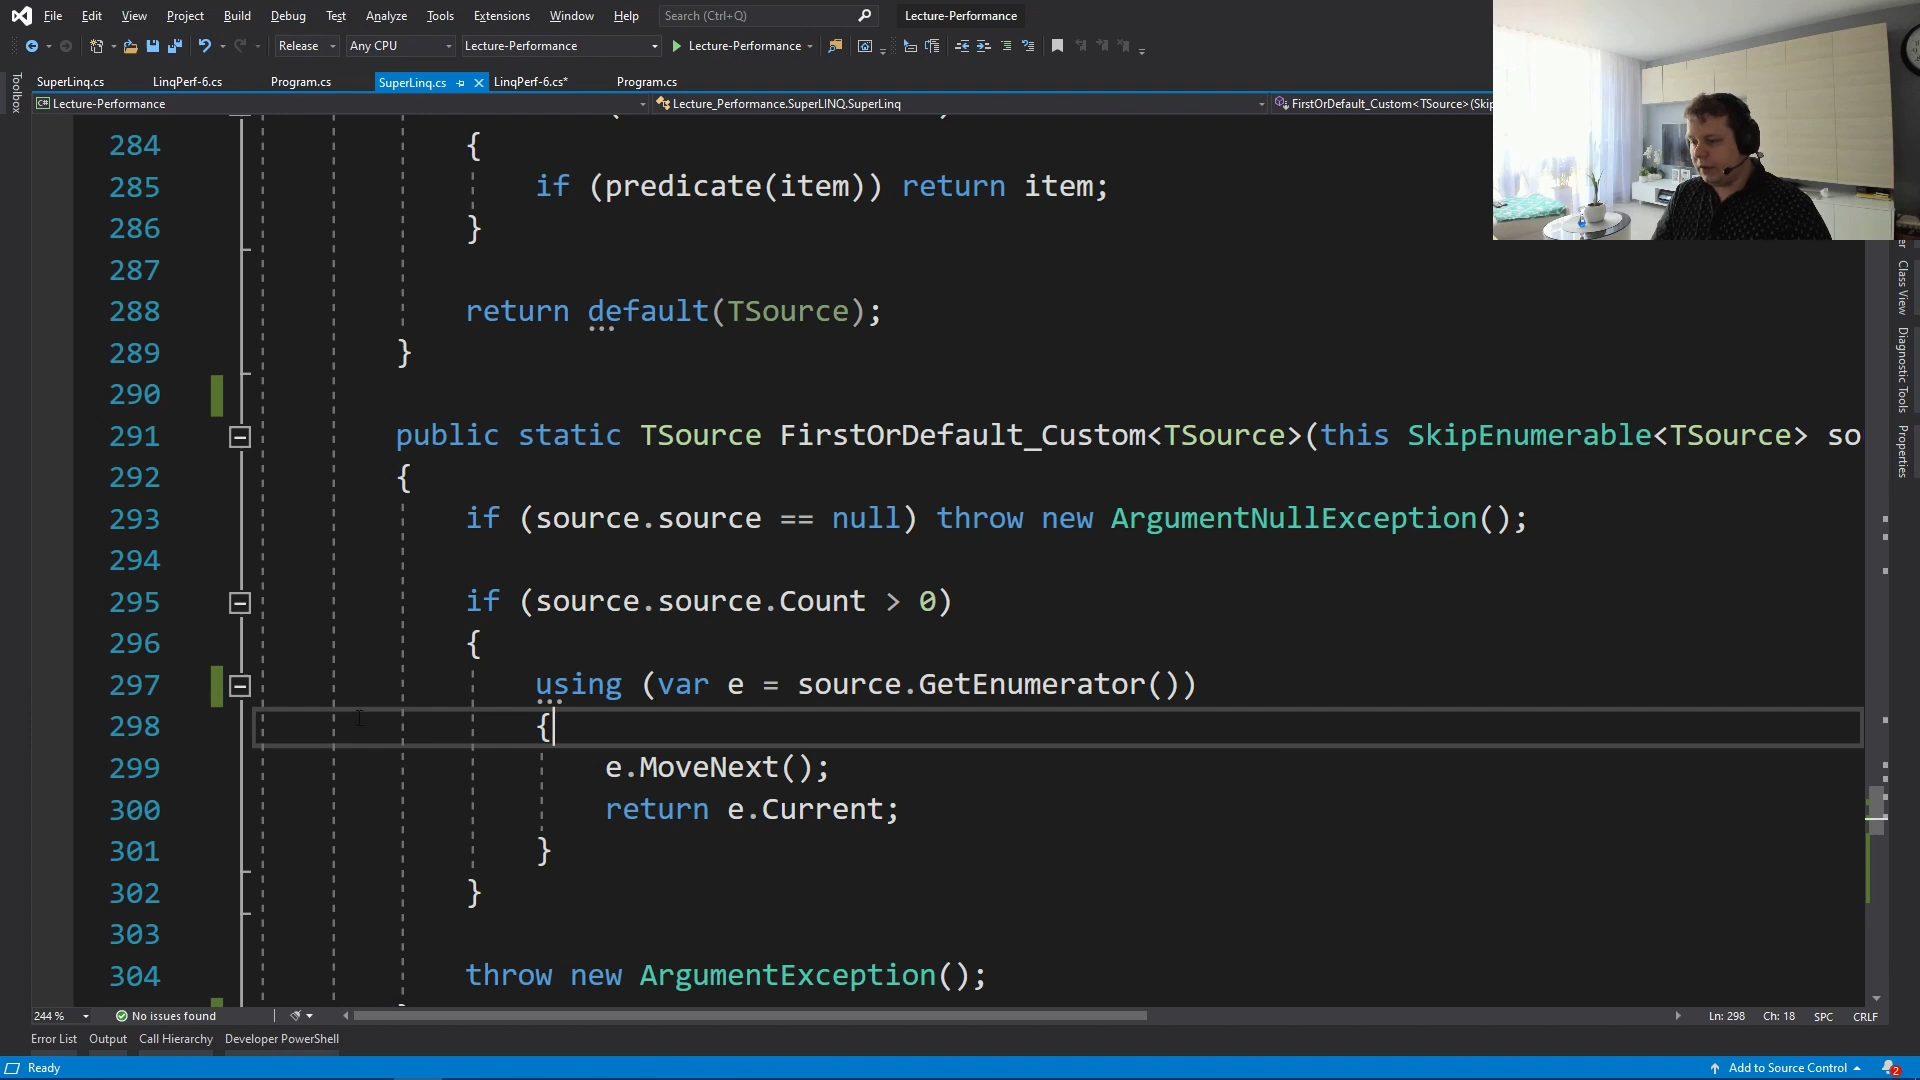 File Edit View Project Build Debug Test Analyze Tools Extensions Window Help Search (Ctrl+Q) Lecture-Performance
Release Any CPU Lecture-Performance Lecture-Performance
SuperLinq.cs LinqPerf-6.cs Program.cs SuperLinq.cs LinqPerf-6.cs* Program.cs
C# Lecture-Performance Lecture_Performance.SuperLINQ.SuperLinq FirstOrDefault_Custom<TSource>(Ski
Toolbox
284 {
285 if (predicate(item)) return item;
286 }
287
288 return default(TSource);
289 }
290
291 public static TSource FirstOrDefault_Custom<TSource>(this SkipEnumerable<TSource> so
292 {
293 if (source.source == null) throw new ArgumentNullException();
294
295 if (source.source.Count > 0)
296 {
297 using (var e = source.GetEnumerator())
298 {
299 e.MoveNext();
300 return e.Current;
301 }
302 }
303
304 throw new ArgumentException();
Class View
Diagnostic Tools
Properties
244 % No issues found Ln: 298 Ch: 18 SPC CRLF
Error List Output Call Hierarchy Developer PowerShell
Ready Add to Source Control 2